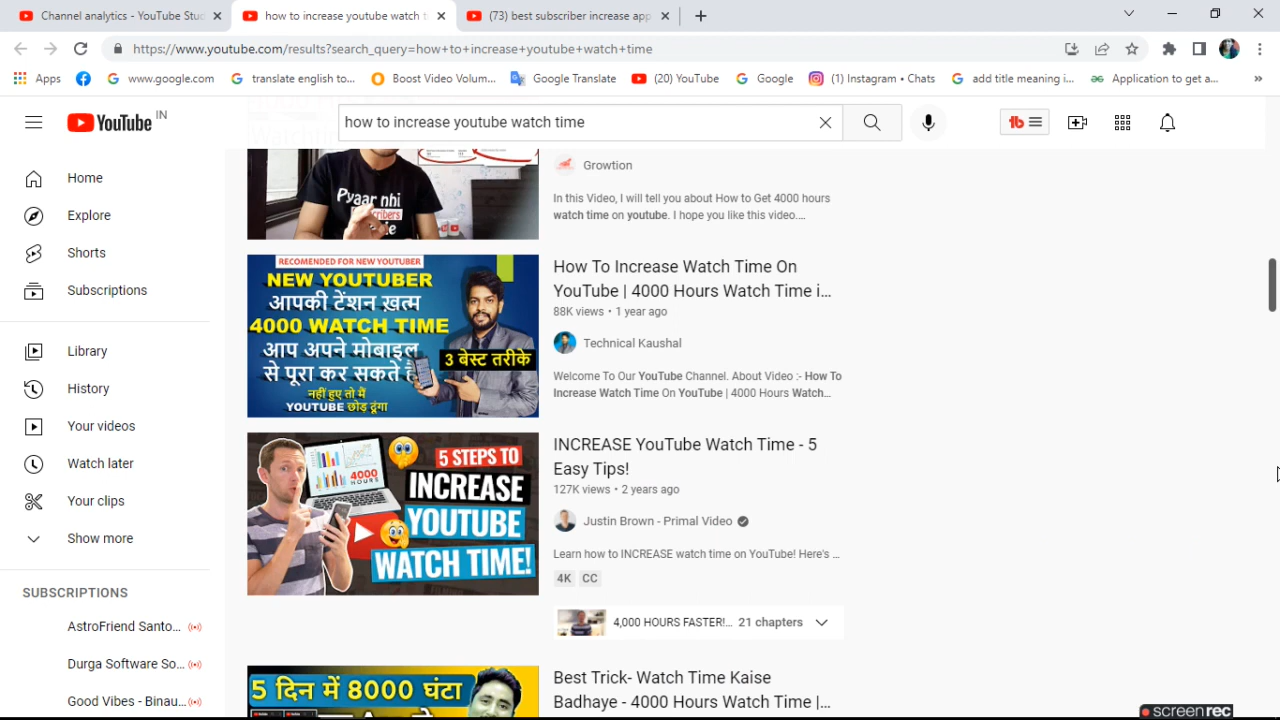 Channel analytics - YouTube Stud
how to increase youtube watch t
(73) best subscriber increase app
https://www.youtube.com/results?search_query=how+to+increase+youtube+watch+time
Apps
www.google.com
translate english to...
Boost Video Volum...
Google Translate
(20) YouTube
Google
(1) Instagram • Chats
add title meaning i...
Application to get a...
»
YouTube IN
how to increase youtube watch time
tb
Home
Explore
Shorts
Subscriptions
Library
History
Your videos
Watch later
Your clips
Show more
SUBSCRIPTIONS
AstroFriend Santo...
Durga Software So...
Good Vibes - Binau...
Pyaar nhi
Growtion
In this Video, I will tell you about How to Get 4000 hours
watch time on youtube. I hope you like this video....
RECOMENDED FOR NEW YOUTUBER
NEW YOUTUBER
आपकी टेंशन ख़त्म
4000 WATCH TIME
आप अपने मोबाइल
से पूरा कर सकते है
3 बेस्ट तरीके
नहीं हुए तो मैं
YOUTUBE छोड़ दूंगा
How To Increase Watch Time On
YouTube | 4000 Hours Watch Time i...
88K views • 1 year ago
Technical Kaushal
Welcome To Our YouTube Channel. About Video :- How To
Increase Watch Time On YouTube | 4000 Hours Watch...
4000
HOURS
5 STEPS TO
INCREASE
YOUTUBE
WATCH TIME!
INCREASE YouTube Watch Time - 5
Easy Tips!
127K views • 2 years ago
Justin Brown - Primal Video
Learn how to INCREASE watch time on YouTube! Here's ...
4K CC
4,000 HOURS FASTER!... 21 chapters
5 दिन में 8000 घंटा
Best Trick- Watch Time Kaise
Badhaye - 4000 Hours Watch Time |...
screenrec